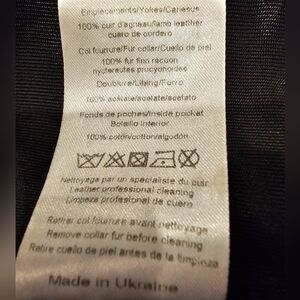 Empiècements/Yokes/Canesus
100% cuir d'agneau/lamb leather
cuero de cordero
Col fourrure/Fur collar/Cuello de piel
100% fur finn racoon
nyctereutes procyonoides
Doublure/Lining/Forro
100% acétate/acetate/acetato
Fonds de poches/Inside pocket
Bolsillo interior
100% coton/cotton/algodón
Nettoyage par un spécialiste du cuir
Leather professional cleaning
Limpieza profesional de cuero
Retirer col fourrure avant nettoyage
Remove collar fur before cleaning
Retire cuello de piel antes de la limpieza
Made in Ukraine